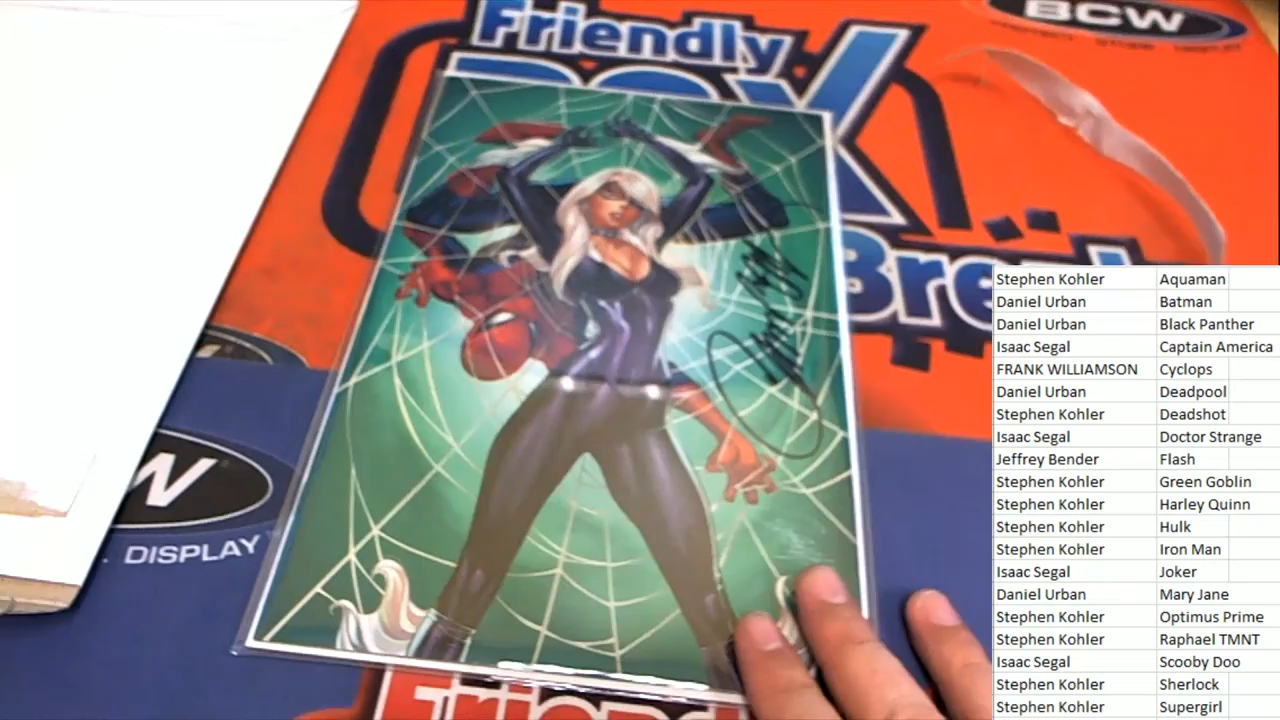 Friendly
BOX
Break
BCW
W
DISPLAY
Friend
Stephen Kohler Aquaman
Daniel Urban Batman
Daniel Urban Black Panther
Isaac Segal Captain America
FRANK WILLIAMSON Cyclops
Daniel Urban Deadpool
Stephen Kohler Deadshot
Isaac Segal Doctor Strange
Jeffrey Bender Flash
Stephen Kohler Green Goblin
Stephen Kohler Harley Quinn
Stephen Kohler Hulk
Stephen Kohler Iron Man
Isaac Segal Joker
Daniel Urban Mary Jane
Stephen Kohler Optimus Prime
Stephen Kohler Raphael TMNT
Isaac Segal Scooby Doo
Stephen Kohler Sherlock
Stephen Kohler Supergirl